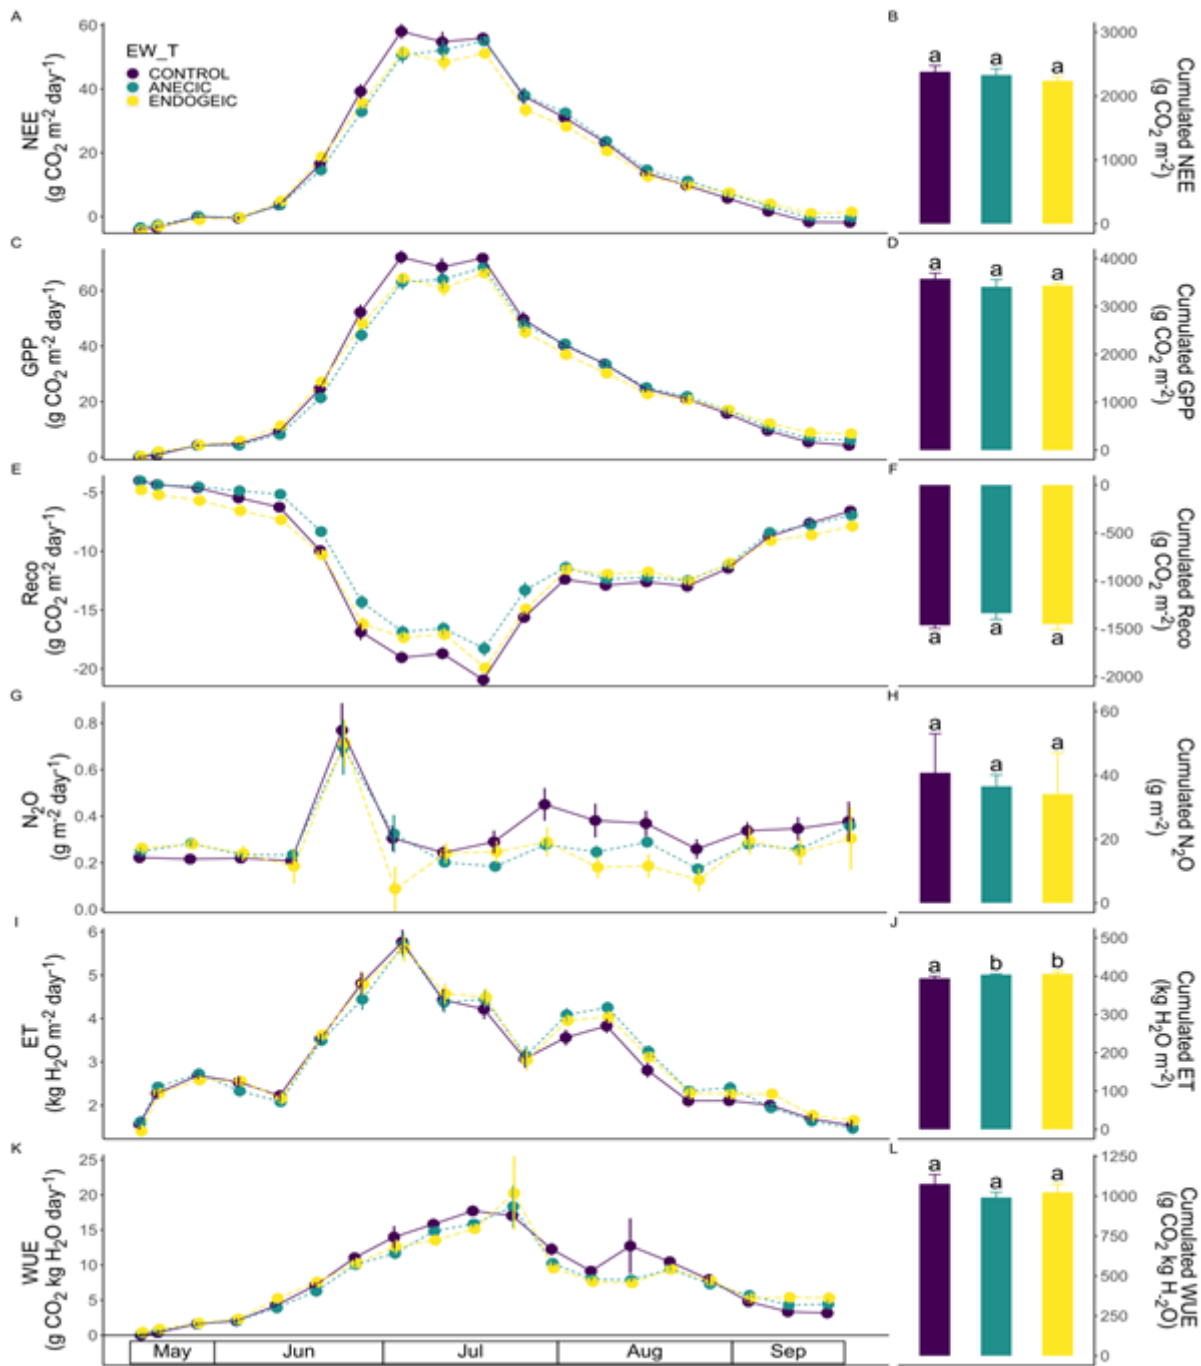 A
NEE
(g CO2 m-2 day-1)
60
40
20
0
EW_T
CONTROL
ANECIC
ENDOGEIC
B
a a a
3000
2000
1000
0
Cumulated NEE
(g CO2 m-2)
C
GPP
(g CO2 m-2 day-1)
60
40
20
0
D
a a a
4000
3000
2000
1000
0
Cumulated GPP
(g CO2 m-2)
E
Reco
(g CO2 m-2 day-1)
-5
-10
-15
-20
F
a a a
0
-500
-1000
-1500
-2000
Cumulated Reco
(g CO2 m-2)
G
N2O
(g m-2 day-1)
0.8
0.6
0.4
0.2
0.0
H
a a a
60
40
20
0
Cumulated N2O
(g m-2)
I
ET
(kg H2O m-2 day-1)
6
5
4
3
2
J
a b b
500
400
300
200
100
0
Cumulated ET
(kg H2O m-2)
K
WUE
(g CO2 kg H2O day-1)
25
20
15
10
5
0
May Jun Jul Aug Sep
L
a a a
1250
1000
750
500
250
0
Cumulated WUE
(g CO2 kg H-2O)